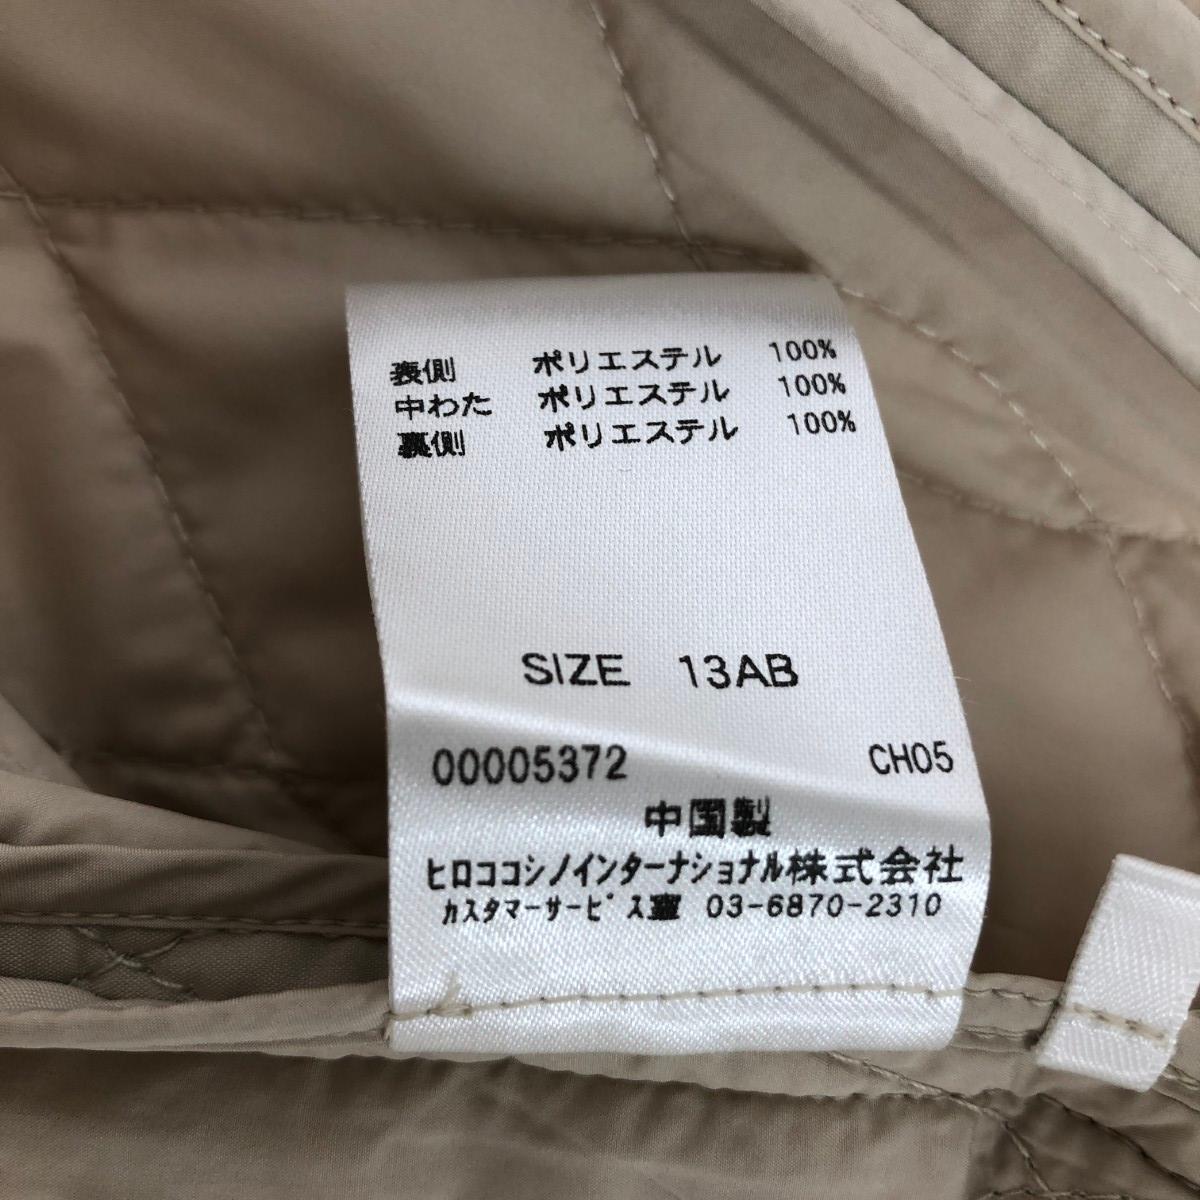 表側 ポリエステル 100%
中わた ポリエステル 100%
裏側 ポリエステル 100%
SIZE 13AB
00005372 CH05
中国製
ヒロココシノインターナショナル株式会社
カスタマーサービス室 03-6870-2310